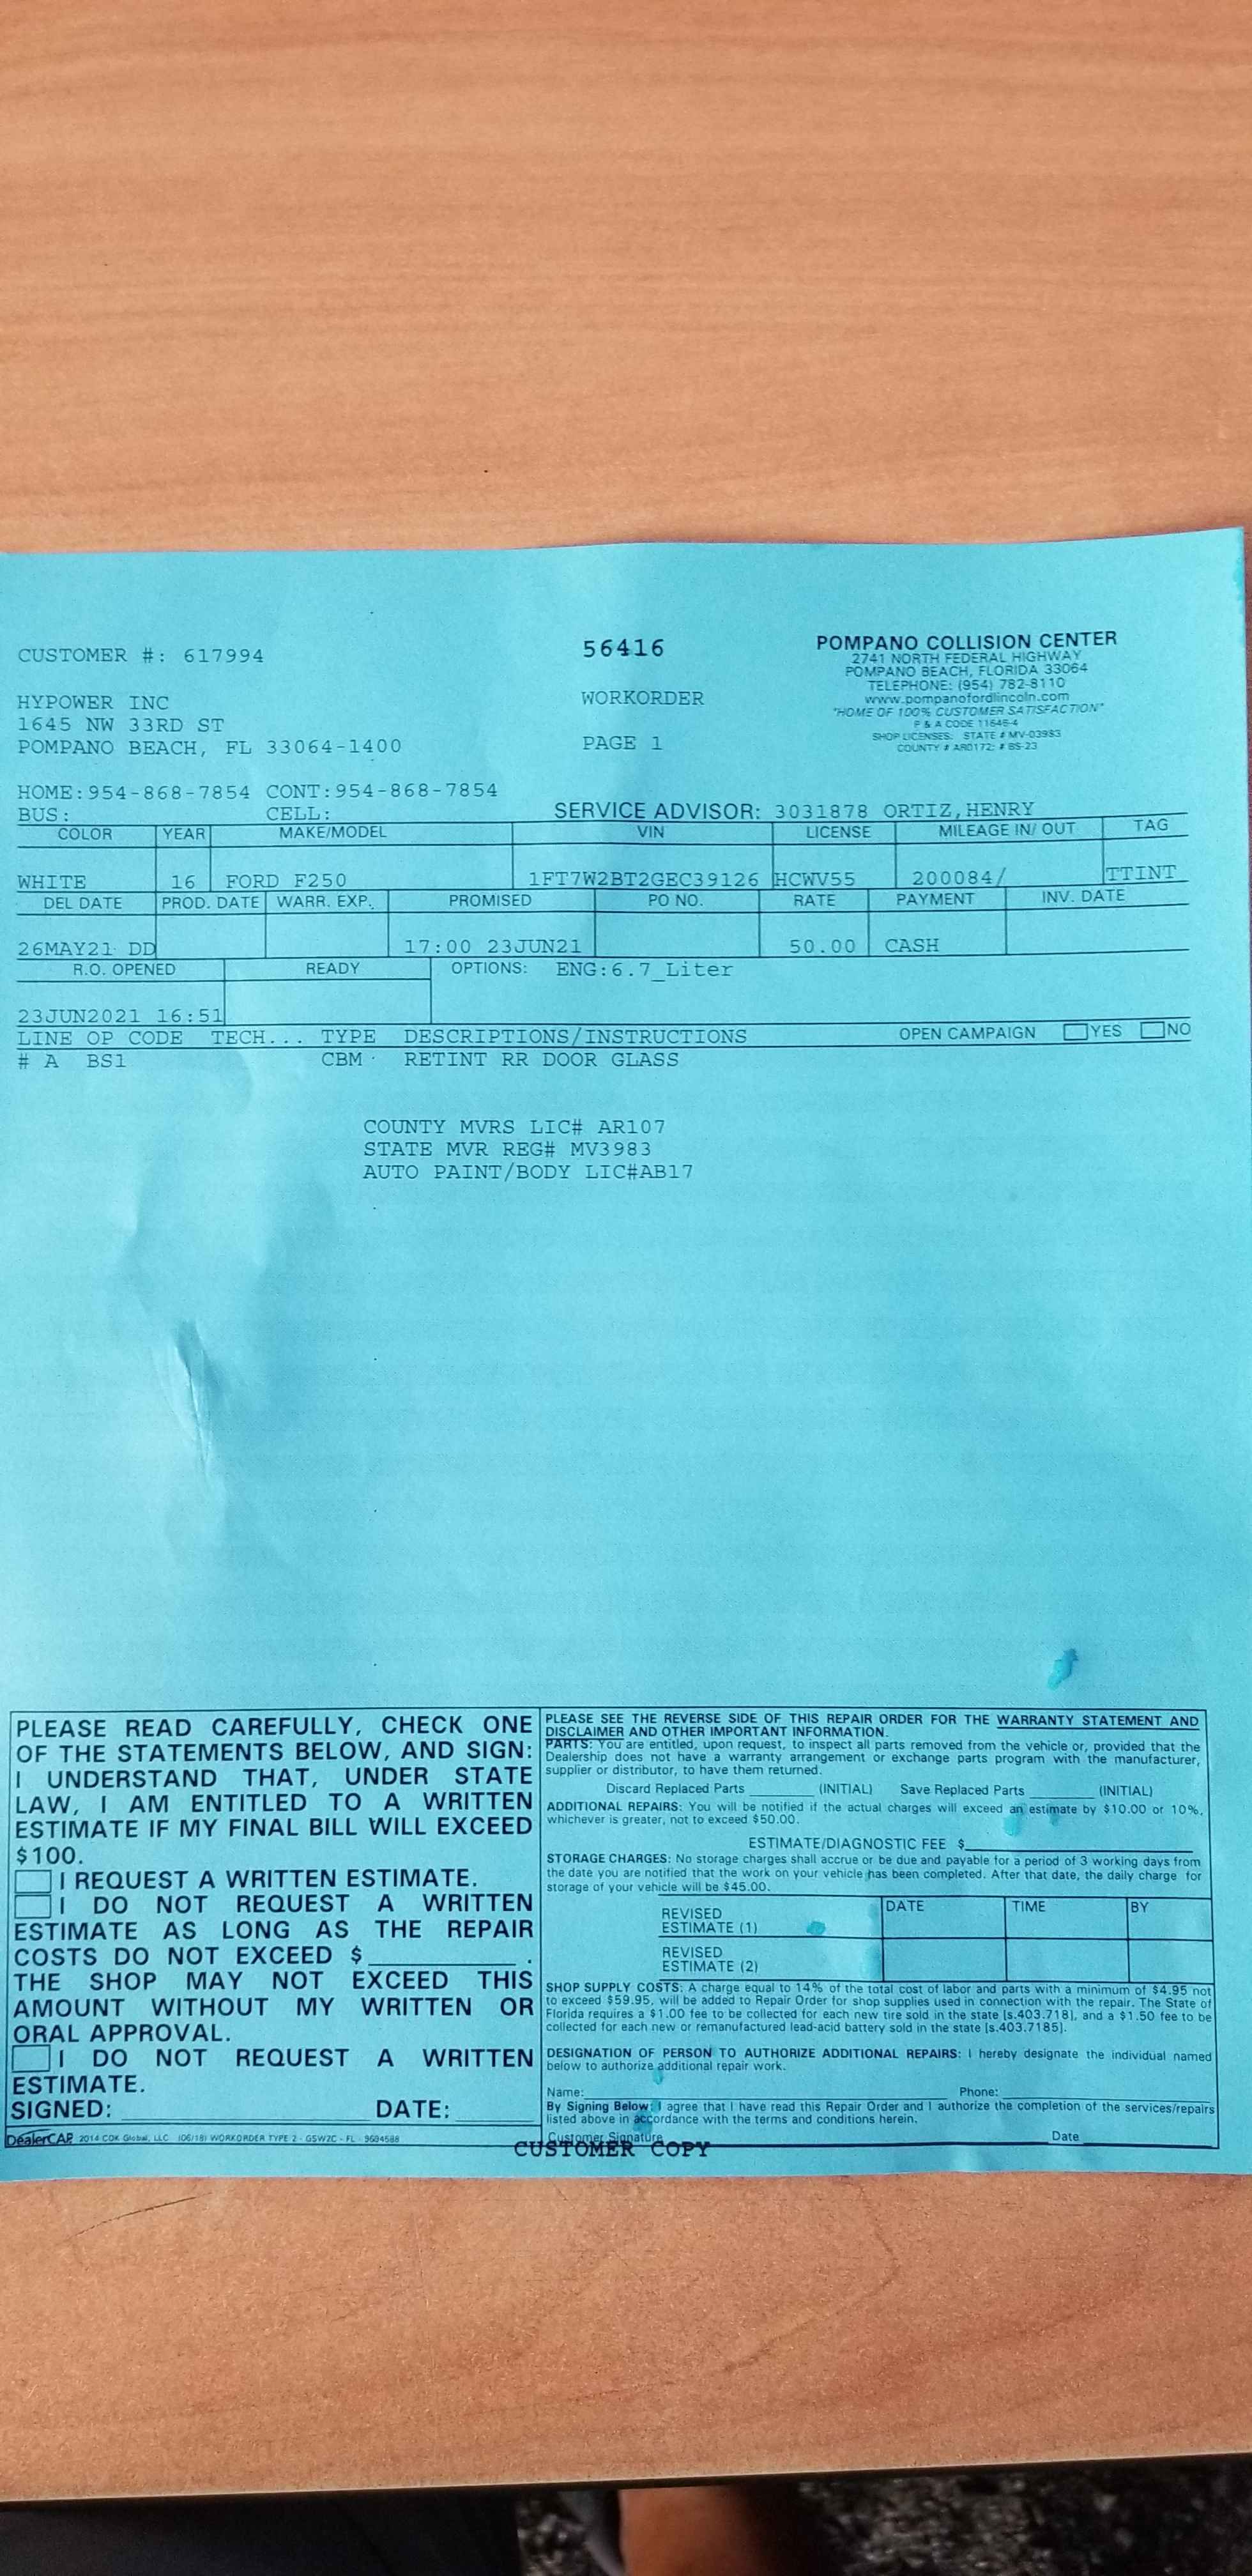 CUSTOMER #: 617994
56416
POMPANO COLLISION CENTER
2741 NORTH FEDERAL HIGHWAY
POMPANO BEACH, FLORIDA 33064
TELEPHONE: (954) 782-8110
www.pompanofordlincoln.com
"HOME OF 100% CUSTOMER SATISFACTION"
P & A CODE 11645-4
SHOP LICENSES: STATE # MV-03983
COUNTY # AR0172; # BS-23
HYPOWER INC
1645 NW 33RD ST
POMPANO BEACH, FL 33064-1400
WORKORDER
PAGE 1
HOME:954-868-7854 CONT:954-868-7854
BUS: CELL:
SERVICE ADVISOR: 3031878 ORTIZ,HENRY
COLOR YEAR MAKE/MODEL VIN LICENSE MILEAGE IN/ OUT TAG
WHITE 16 FORD F250 1FT7W2BT2GEC39126 HCWV55 200084/ TTINT
DEL DATE PROD. DATE WARR. EXP. PROMISED PO NO. RATE PAYMENT INV. DATE
26MAY21 DD 17:00 23JUN21 50.00 CASH
R.O. OPENED READY OPTIONS: ENG:6.7_Liter
23JUN2021 16:51
LINE OP CODE TECH... TYPE DESCRIPTIONS/INSTRUCTIONS OPEN CAMPAIGN YES NO
# A BS1 CBM RETINT RR DOOR GLASS
COUNTY MVRS LIC# AR107
STATE MVR REG# MV3983
AUTO PAINT/BODY LIC#AB17
PLEASE READ CAREFULLY, CHECK ONE
OF THE STATEMENTS BELOW, AND SIGN:
I UNDERSTAND THAT, UNDER STATE
LAW, I AM ENTITLED TO A WRITTEN
ESTIMATE IF MY FINAL BILL WILL EXCEED
$100.
I REQUEST A WRITTEN ESTIMATE.
I DO NOT REQUEST A WRITTEN
ESTIMATE AS LONG AS THE REPAIR
COSTS DO NOT EXCEED $ .
THE SHOP MAY NOT EXCEED THIS
AMOUNT WITHOUT MY WRITTEN OR
ORAL APPROVAL.
I DO NOT REQUEST A WRITTEN
ESTIMATE.
SIGNED: DATE:
PLEASE SEE THE REVERSE SIDE OF THIS REPAIR ORDER FOR THE WARRANTY STATEMENT AND
DISCLAIMER AND OTHER IMPORTANT INFORMATION.
PARTS: You are entitled, upon request, to inspect all parts removed from the vehicle or, provided that the
Dealership does not have a warranty arrangement or exchange parts program with the manufacturer,
supplier or distributor, to have them returned.
Discard Replaced Parts (INITIAL) Save Replaced Parts (INITIAL)
ADDITIONAL REPAIRS: You will be notified if the actual charges will exceed an estimate by $10.00 or 10%,
whichever is greater, not to exceed $50.00.
ESTIMATE/DIAGNOSTIC FEE $
STORAGE CHARGES: No storage charges shall accrue or be due and payable for a period of 3 working days from
the date you are notified that the work on your vehicle has been completed. After that date, the daily charge for
storage of your vehicle will be $45.00.
DATE TIME BY
REVISED
ESTIMATE (1)
REVISED
ESTIMATE (2)
SHOP SUPPLY COSTS: A charge equal to 14% of the total cost of labor and parts with a minimum of $4.95 not
to exceed $59.95, will be added to Repair Order for shop supplies used in connection with the repair. The State of
Florida requires a $1.00 fee to be collected for each new tire sold in the state [s.403.718], and a $1.50 fee to be
collected for each new or remanufactured lead-acid battery sold in the state [s.403.7185].
DESIGNATION OF PERSON TO AUTHORIZE ADDITIONAL REPAIRS: I hereby designate the individual named
below to authorize additional repair work.
Name: Phone:
By Signing Below: I agree that I have read this Repair Order and I authorize the completion of the services/repairs
listed above in accordance with the terms and conditions herein.
Customer Signature Date
DealerCAP 2014 CDK Global, LLC (06/18) WORKORDER TYPE 2 - GSW2C - FL - 9684588
CUSTOMER COPY